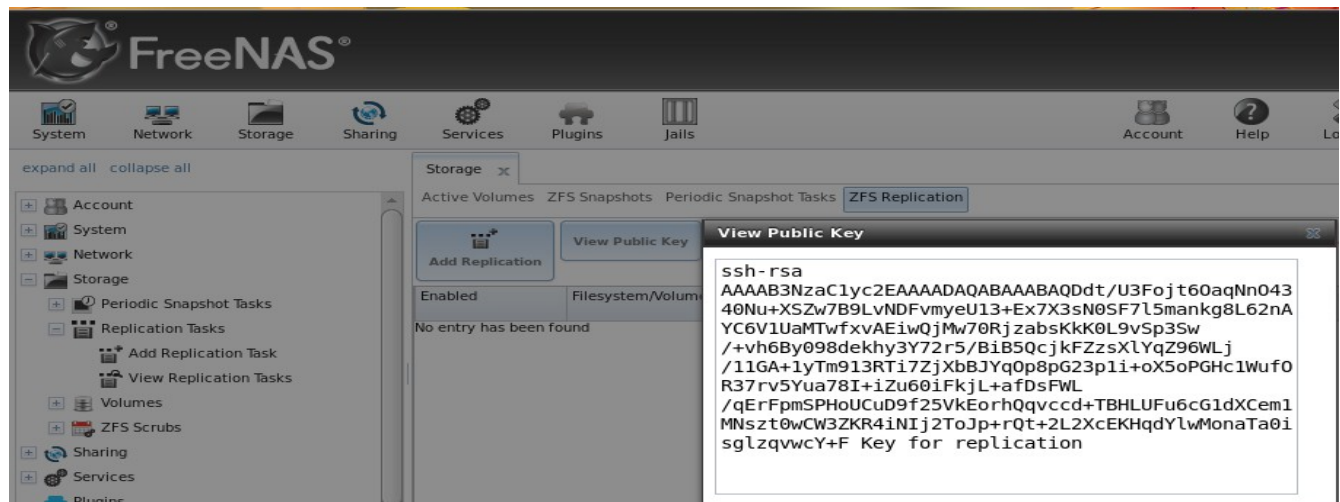 FreeNAS®
System Network Storage Sharing Services Plugins Jails Account Help
expand all collapse all
Account
System
Network
Storage
Periodic Snapshot Tasks
Replication Tasks
Add Replication Task
View Replication Tasks
Volumes
ZFS Scrubs
Sharing
Services
Plugins
Storage x
Active Volumes ZFS Snapshots Periodic Snapshot Tasks ZFS Replication
Add Replication
View Public Key
Enabled Filesystem/Volum
No entry has been found
View Public Key
ssh-rsa
AAAAB3NzaC1yc2EAAAADAQABAAABAQDdt/U3Fojt6OaqNnO43
40Nu+XSZw7B9LvNDFvmyeU13+Ex7X3sN0SF7l5mankg8L62nA
YC6V1UaMTwfxvAEiwQjMw70RjzabsKkK0L9vSp3Sw
/+vh6By098dekhy3Y72r5/BiB5QcjkFZzsXlYqZ96WLj
/11GA+1yTm913RTi7ZjXbBJYqOp8pG23p1i+oX5oPGHc1WufO
R37rv5Yua78I+iZu60iFkjL+afDsFWL
/qErFpmSPHoUCuD9f25VkEorhQqvccd+TBHLUFu6cG1dXCem1
MNszt0wCW3ZKR4iNIj2ToJp+rQt+2L2XcEKHqdYlwMonaTa0i
sglzqvwcY+F Key for replication